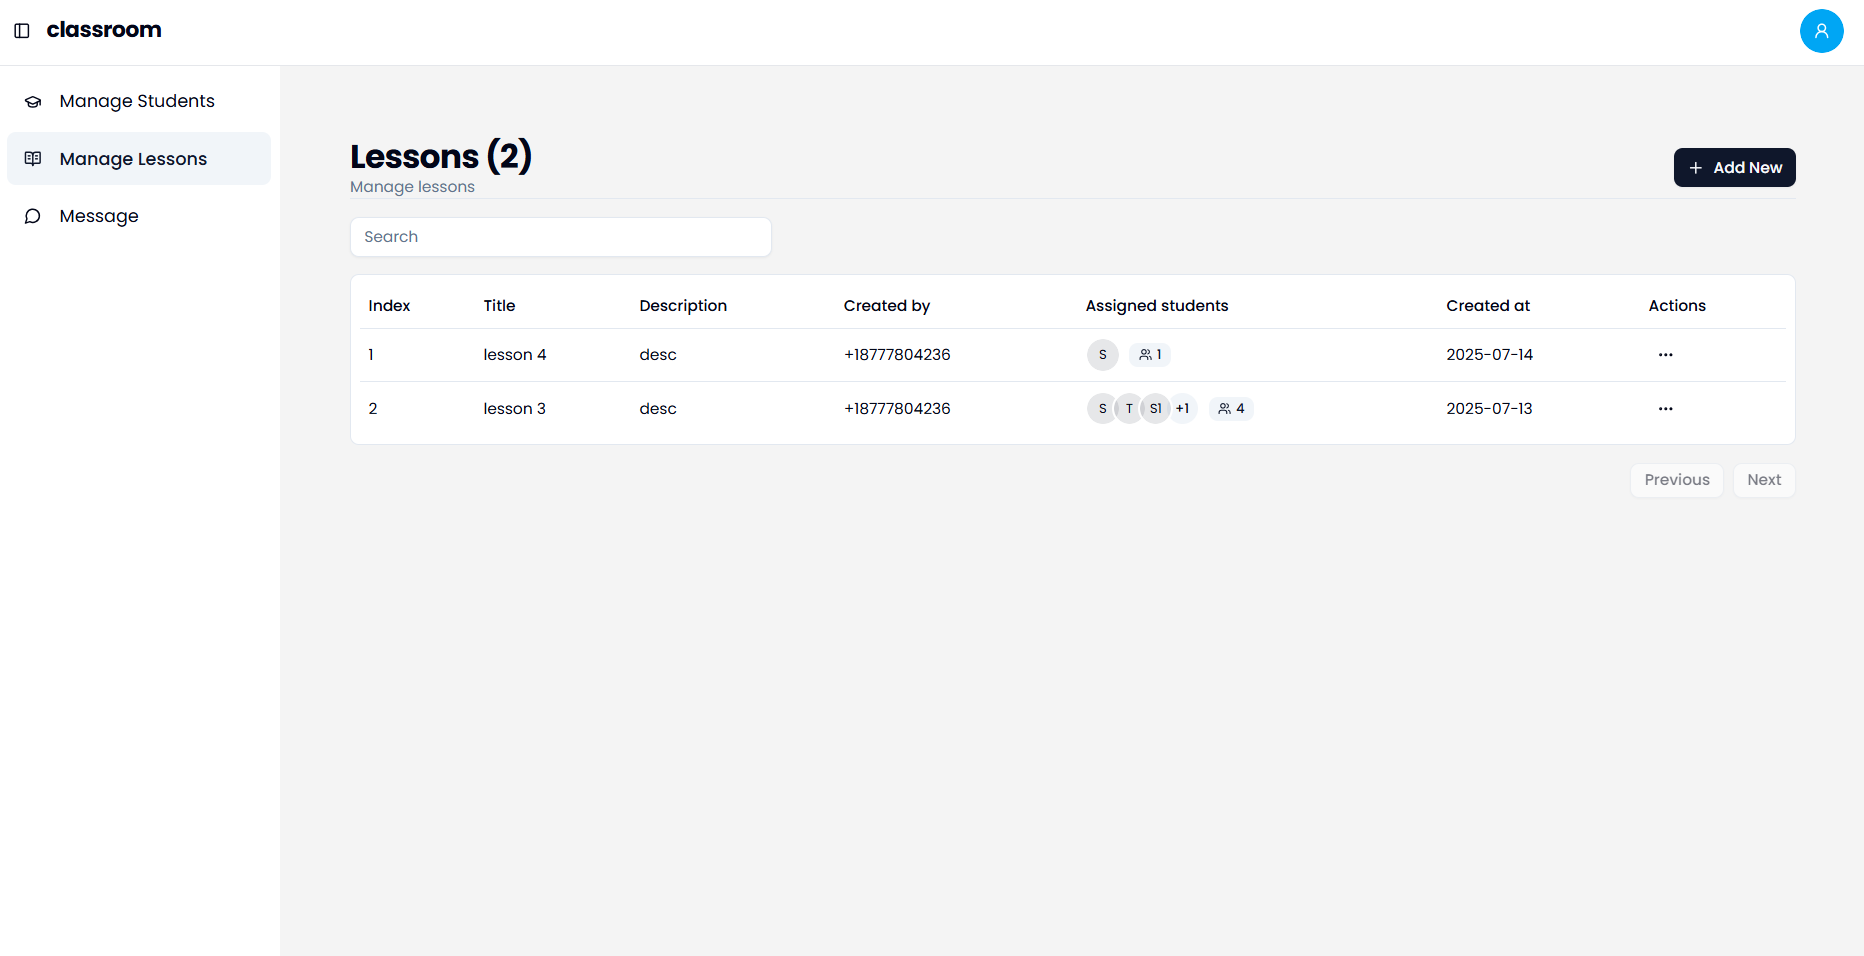 classroom
Manage Students
Manage Lessons
Message
Lessons (2)
Manage lessons
+ Add New
Search
Index Title Description Created by Assigned students Created at Actions
1 lesson 4 desc +18777804236 S 1 2025-07-14 ...
2 lesson 3 desc +18777804236 S T S1 +1 4 2025-07-13 ...
Previous Next